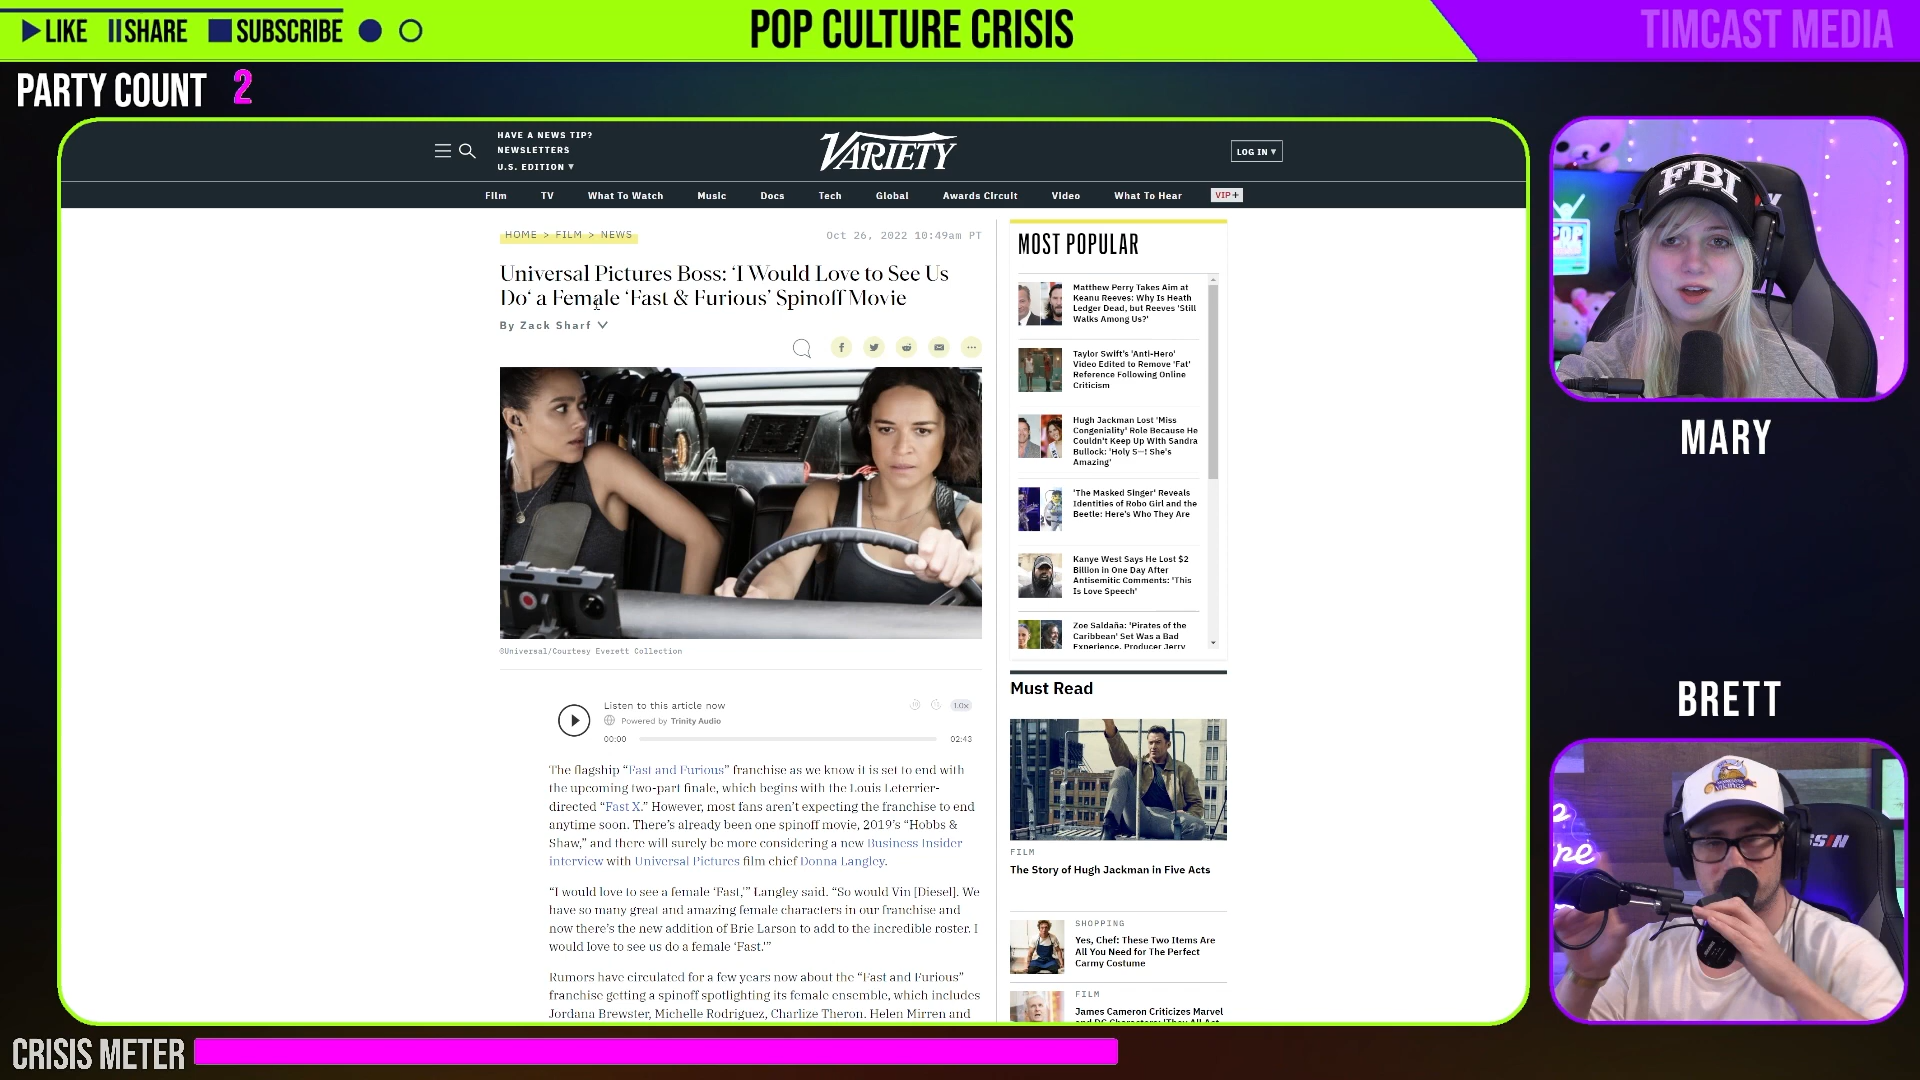 LIKE SHARE SUBSCRIBE
POP CULTURE CRISIS
TIMCAST MEDIA
PARTY COUNT 2
HAVE A NEWS TIP?
NEWSLETTERS
U.S. EDITION ▾
VARIETY
LOG IN ▾
Film TV What To Watch Music Docs Tech Global Awards Circuit Video What To Hear VIP+
HOME > FILM > NEWS
Oct 26, 2022 10:49am PT
Universal Pictures Boss: ‘I Would Love to See Us
Do‘ a Female ‘Fast & Furious’ Spinoff Movie
By Zack Sharf
©Universal/Courtesy Everett Collection
Listen to this article now
Powered by Trinity Audio
1.0x
00:00
02:43
The flagship “Fast and Furious” franchise as we know it is set to end with
the upcoming two-part finale, which begins with the Louis Leterrier-
directed “Fast X.” However, most fans aren’t expecting the franchise to end
anytime soon. There’s already been one spinoff movie, 2019’s “Hobbs &
Shaw,” and there will surely be more considering a new Business Insider
interview with Universal Pictures film chief Donna Langley.
“I would love to see a female ‘Fast,’” Langley said. “So would Vin [Diesel]. We
have so many great and amazing female characters in our franchise and
now there’s the new addition of Brie Larson to add to the incredible roster. I
would love to see us do a female ‘Fast.’”
Rumors have circulated for a few years now about the “Fast and Furious”
franchise getting a spinoff spotlighting its female ensemble, which includes
Jordana Brewster, Michelle Rodriguez, Charlize Theron, Helen Mirren and
MOST POPULAR
Matthew Perry Takes Aim at
Keanu Reeves: Why Is Heath
Ledger Dead, but Reeves 'Still
Walks Among Us?'
Taylor Swift's 'Anti-Hero'
Video Edited to Remove 'Fat'
Reference Following Online
Criticism
Hugh Jackman Lost 'Miss
Congeniality' Role Because He
Couldn't Keep Up With Sandra
Bullock: 'Holy S—! She's
Amazing'
'The Masked Singer' Reveals
Identities of Robo Girl and the
Beetle: Here's Who They Are
Kanye West Says He Lost $2
Billion in One Day After
Antisemitic Comments: 'This
Is Love Speech'
Zoe Saldaña: 'Pirates of the
Caribbean' Set Was a Bad
Experience, Producer Jerry
Must Read
FILM
The Story of Hugh Jackman in Five Acts
SHOPPING
Yes, Chef: These Two Items Are
All You Need for The Perfect
Carmy Costume
FILM
James Cameron Criticizes Marvel
and DC Characters: 'They All Act
FBI
POP
MARY
BRETT
VIKINGS
CRISIS METER